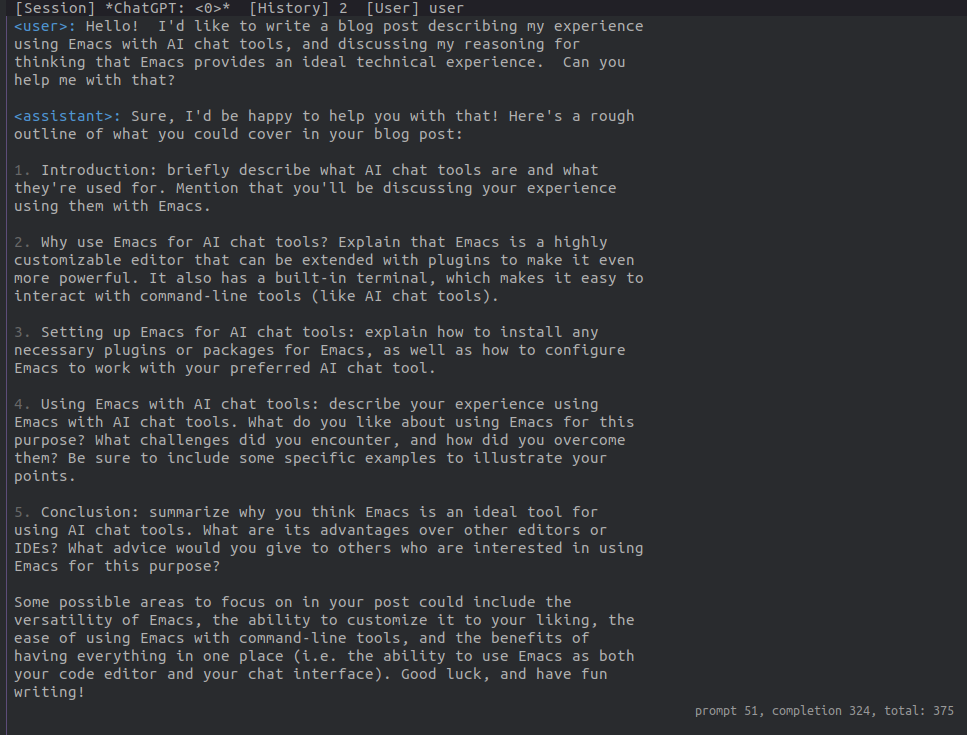 [Session] *ChatGPT: <0>*  [History] 2  [User] user
<user>: Hello!  I'd like to write a blog post describing my experience
using Emacs with AI chat tools, and discussing my reasoning for
thinking that Emacs provides an ideal technical experience.  Can you
help me with that?

<assistant>: Sure, I'd be happy to help you with that! Here's a rough
outline of what you could cover in your blog post:

1. Introduction: briefly describe what AI chat tools are and what
they're used for. Mention that you'll be discussing your experience
using them with Emacs.

2. Why use Emacs for AI chat tools? Explain that Emacs is a highly
customizable editor that can be extended with plugins to make it even
more powerful. It also has a built-in terminal, which makes it easy to
interact with command-line tools (like AI chat tools).

3. Setting up Emacs for AI chat tools: explain how to install any
necessary plugins or packages for Emacs, as well as how to configure
Emacs to work with your preferred AI chat tool.

4. Using Emacs with AI chat tools: describe your experience using
Emacs with AI chat tools. What do you like about using Emacs for this
purpose? What challenges did you encounter, and how did you overcome
them? Be sure to include some specific examples to illustrate your
points.

5. Conclusion: summarize why you think Emacs is an ideal tool for
using AI chat tools. What are its advantages over other editors or
IDEs? What advice would you give to others who are interested in using
Emacs for this purpose?

Some possible areas to focus on in your post could include the
versatility of Emacs, the ability to customize it to your liking, the
ease of using Emacs with command-line tools, and the benefits of
having everything in one place (i.e. the ability to use Emacs as both
your code editor and your chat interface). Good luck, and have fun
writing!
prompt 51, completion 324, total: 375